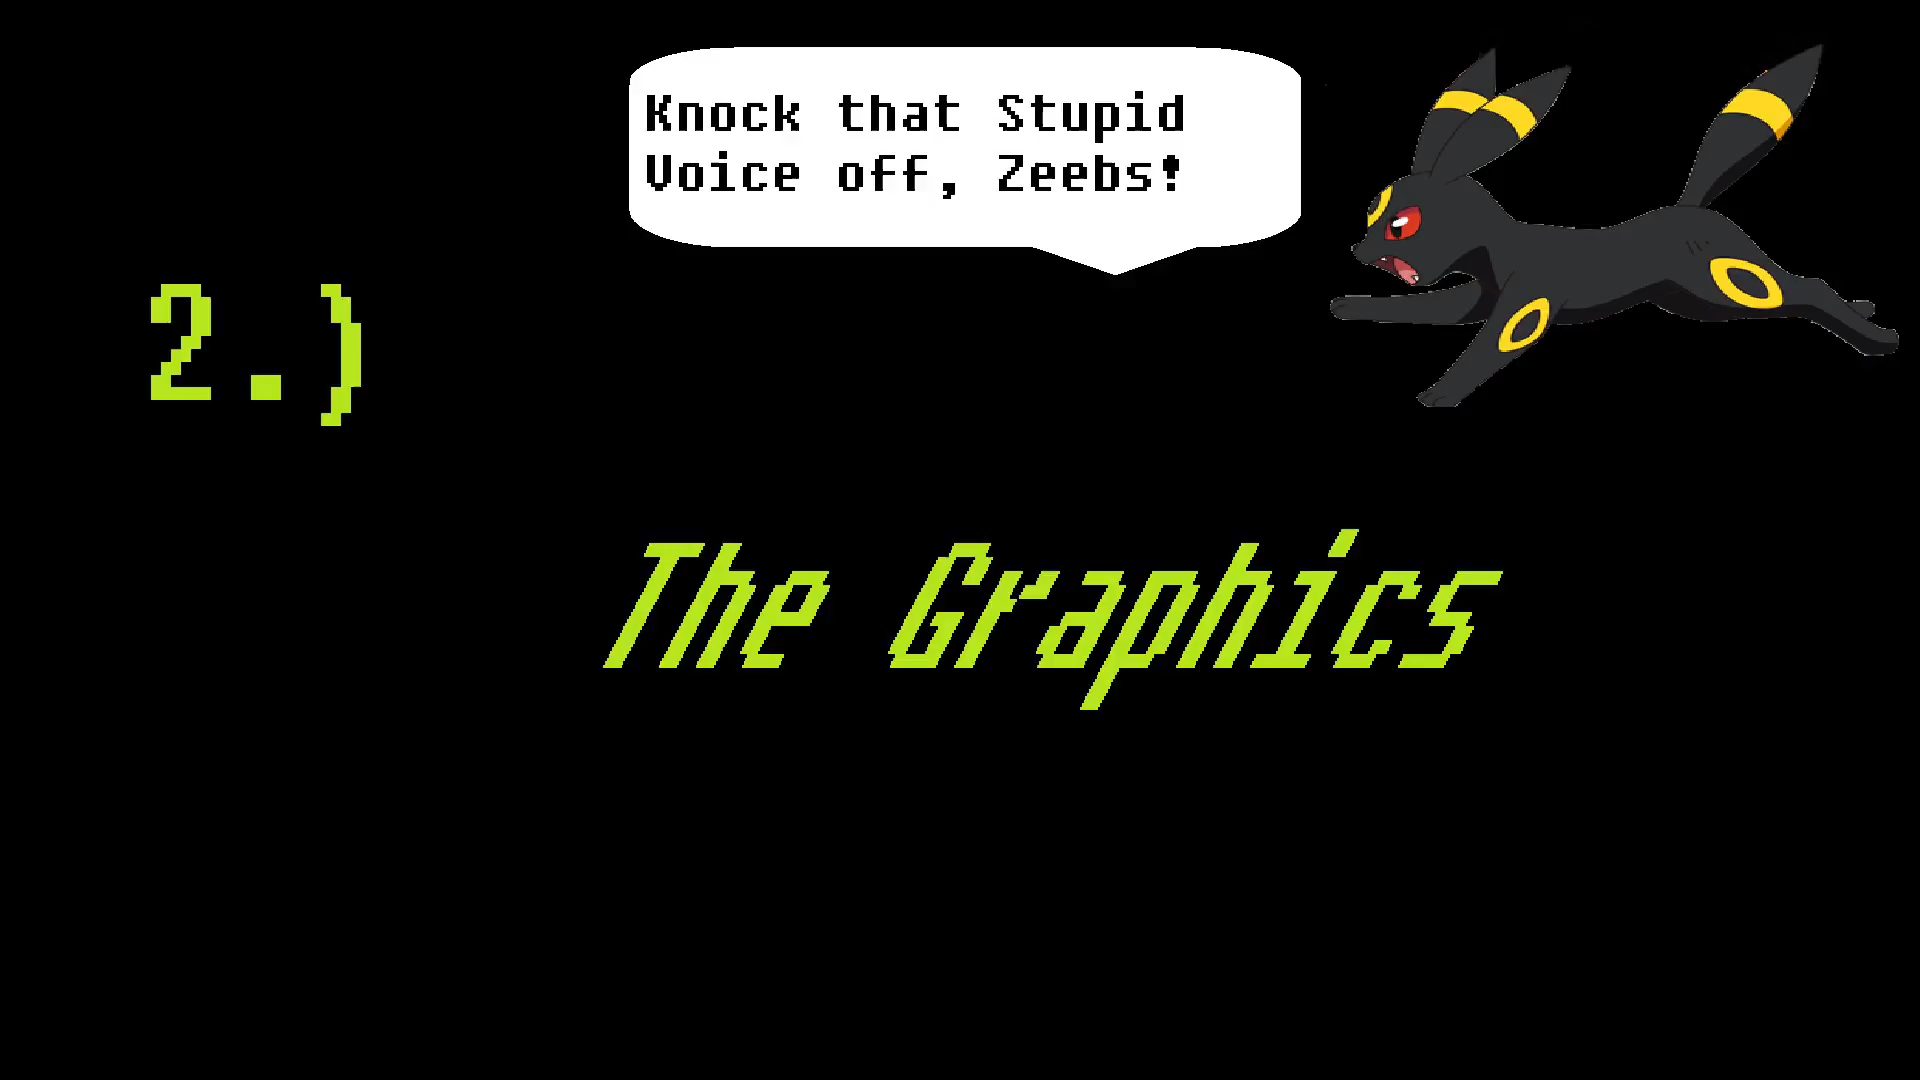 Knock that Stupid
Voice off, Zeebs!
2.)
The Graphics